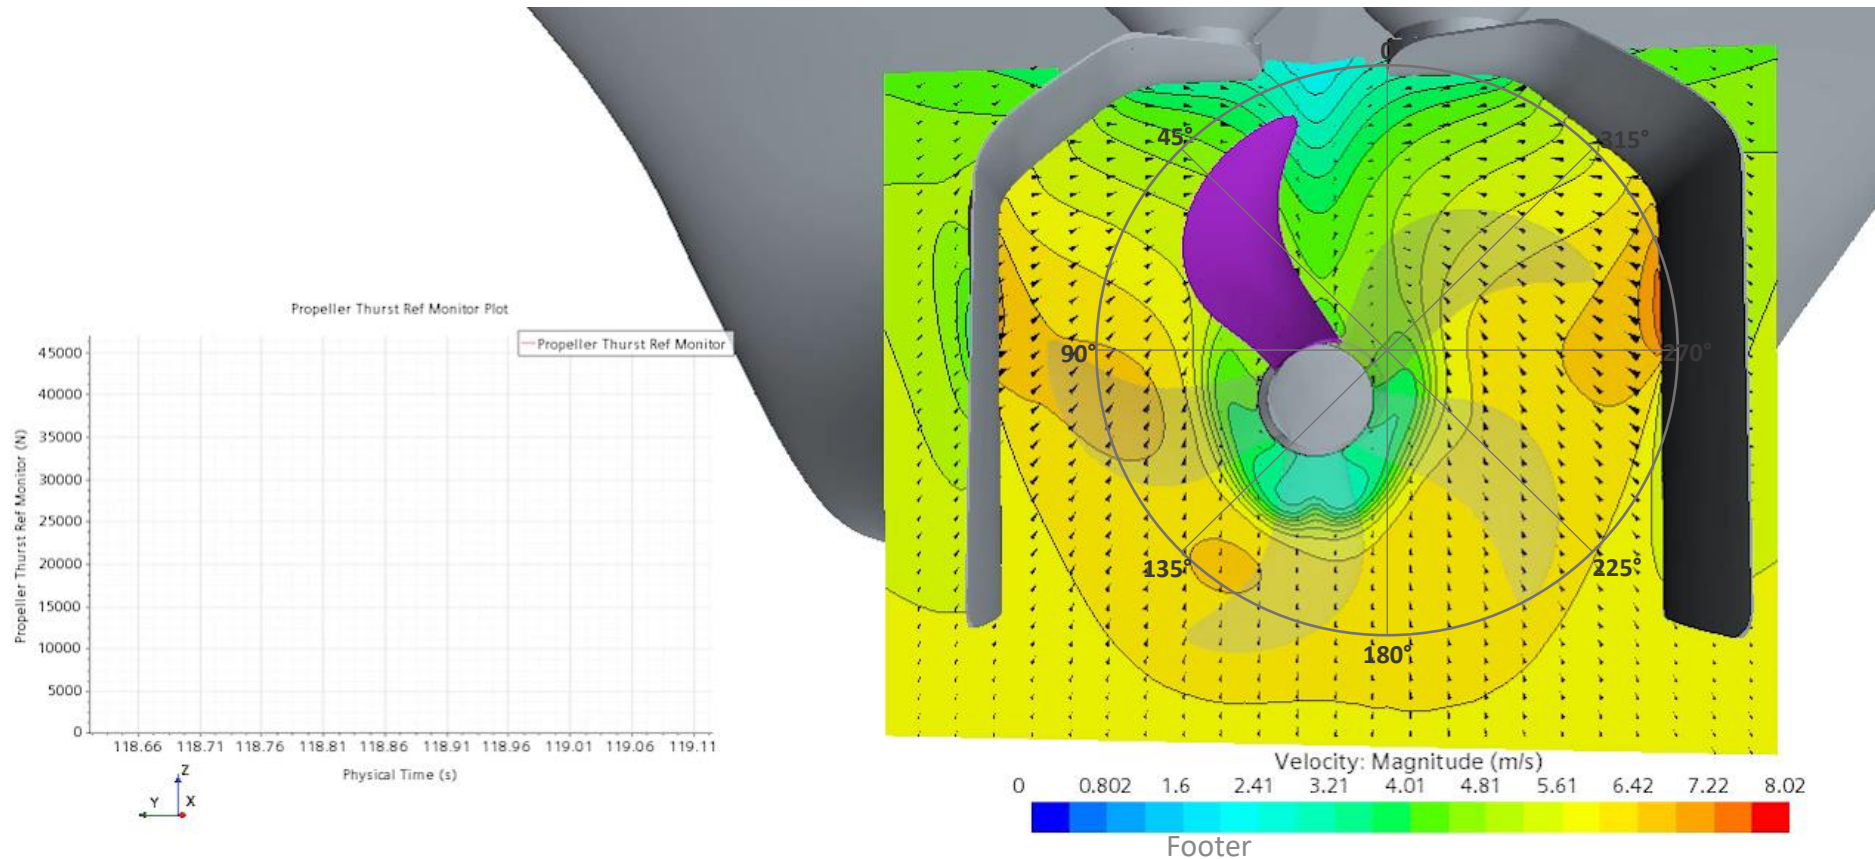 Propeller Thurst Ref Monitor Plot
Propeller Thurst Ref Monitor
Propeller Thurst Ref Monitor (N)
45000
40000
35000
30000
25000
20000
15000
10000
5000
0
118.66 118.71 118.76 118.81 118.86 118.91 118.96 119.01 119.06 119.11
Physical Time (s)
Z
Y X
0
45°
315°
90°
270°
135°
225°
180°
Velocity: Magnitude (m/s)
0 0.802 1.6 2.41 3.21 4.01 4.81 5.61 6.42 7.22 8.02
Footer